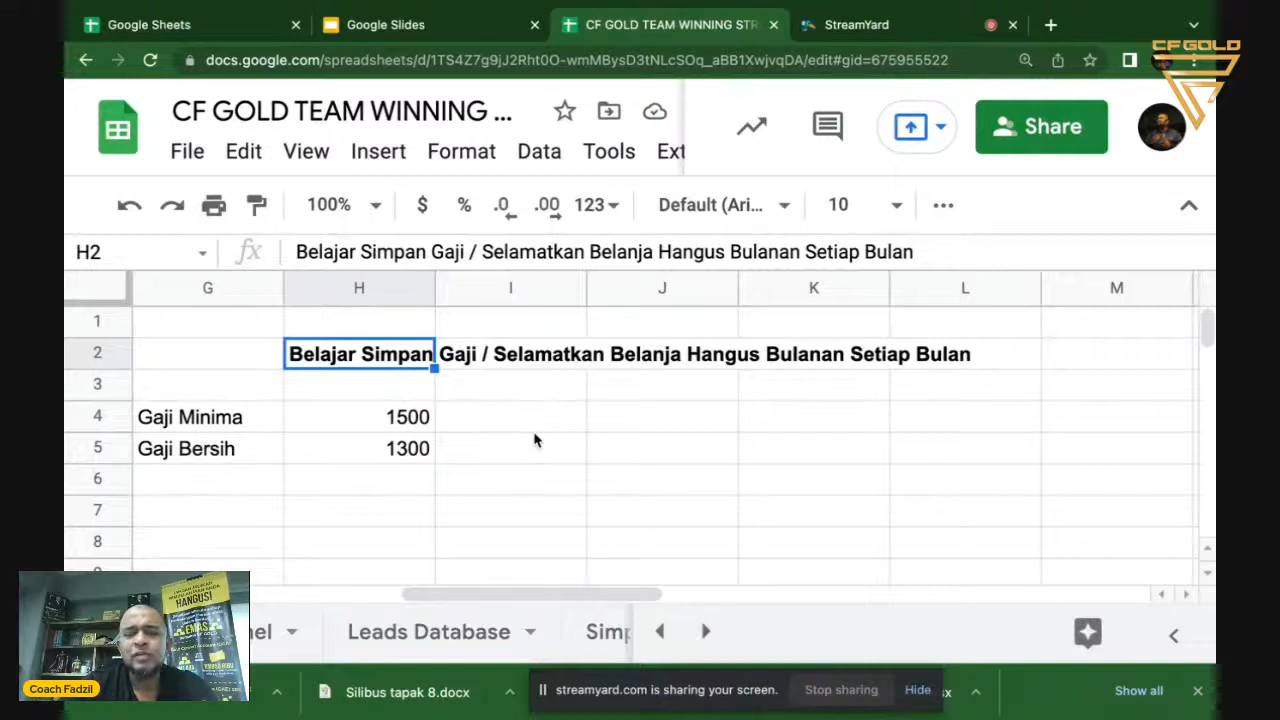 Google Sheets
Google Slides
CF GOLD TEAM WINNING STR
StreamYard
docs.google.com/spreadsheets/d/1TS4Z7g9jJ2Rht0O-wmMBysD3tNLcSOq_aBB1XwjvqDA/edit#gid=675955522
CF GOLD
CF GOLD TEAM WINNING ...
Share
File Edit View Insert Format Data Tools Ext
100% $ % .0 .00 123 Default (Ari... 10
H2 fx Belajar Simpan Gaji / Selamatkan Belanja Hangus Bulanan Setiap Bulan
G H I J K L M
1
2 Belajar Simpan Gaji / Selamatkan Belanja Hangus Bulanan Setiap Bulan
3
4 Gaji Minima 1500
5 Gaji Bersih 1300
6
7
8
HANGUS!
EMAS
Coach Fadzil
nel Leads Database Simp
Silibus tapak 8.docx
streamyard.com is sharing your screen. Stop sharing Hide
Show all